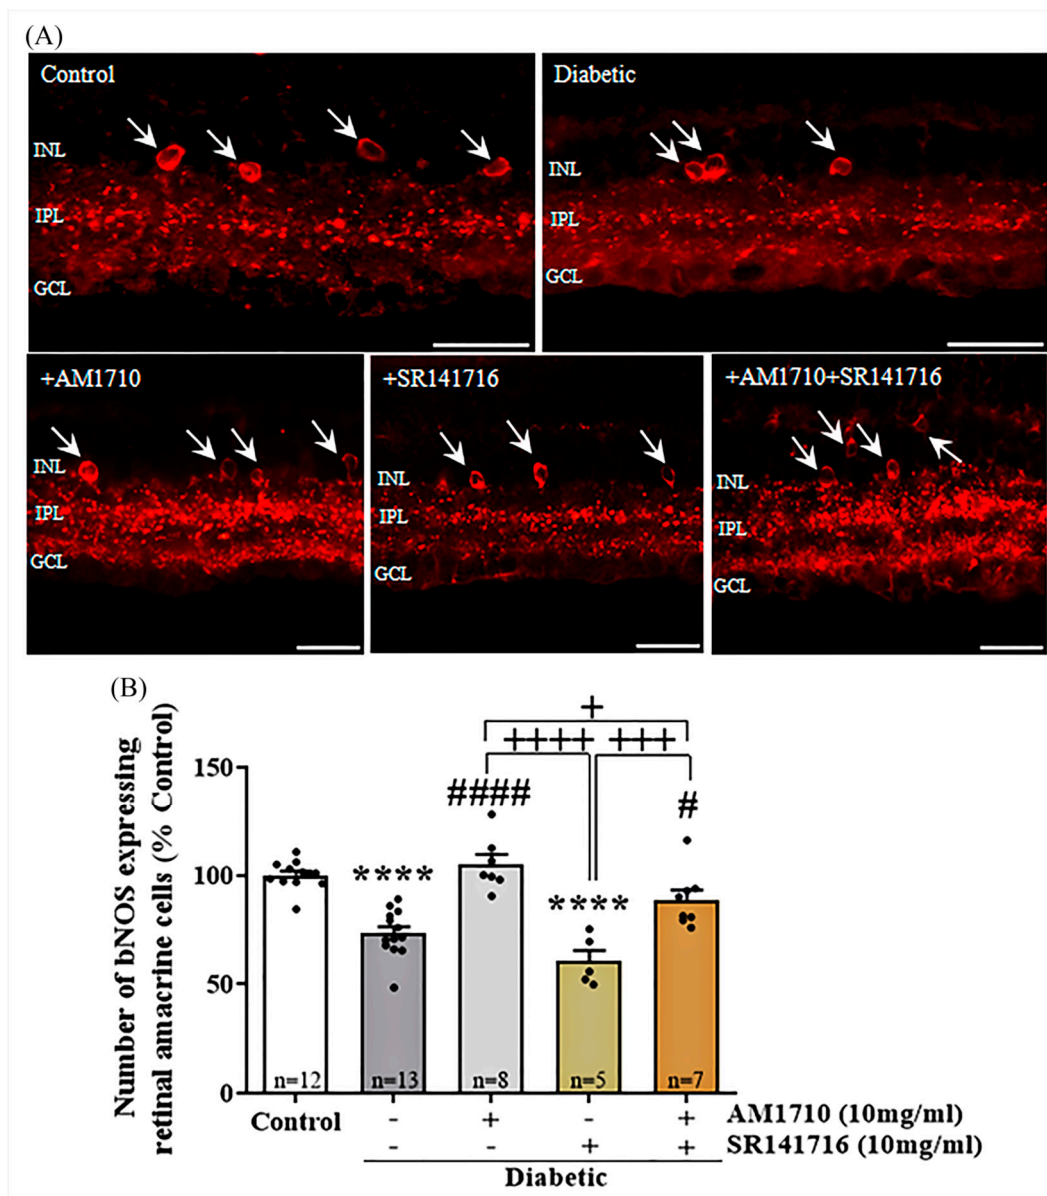 (A)
Control
INL
IPL
GCL
Diabetic
INL
IPL
GCL
+AM1710
INL
IPL
GCL
+SR141716
INL
IPL
GCL
+AM1710+SR141716
INL
IPL
GCL
(B)
Number of bNOS expressing
retinal amacrine cells (% Control)
150
100
50
0
+
++++ +++
####
#
****
****
n=12
n=13
n=8
n=5
n=7
Control
- + - + AM1710 (10mg/ml)
- - + + SR141716 (10mg/ml)
Diabetic